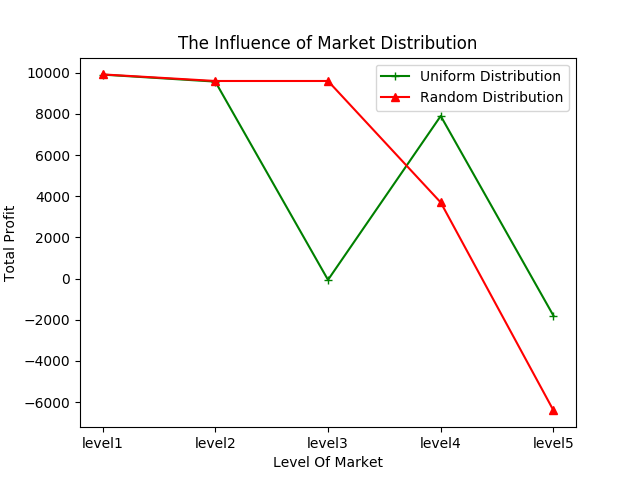 The Influence of Market Distribution
Uniform Distribution
Random Distribution
Total Profit
10000
8000
6000
4000
2000
0
−2000
−4000
−6000
level1
level2
level3
level4
level5
Level Of Market